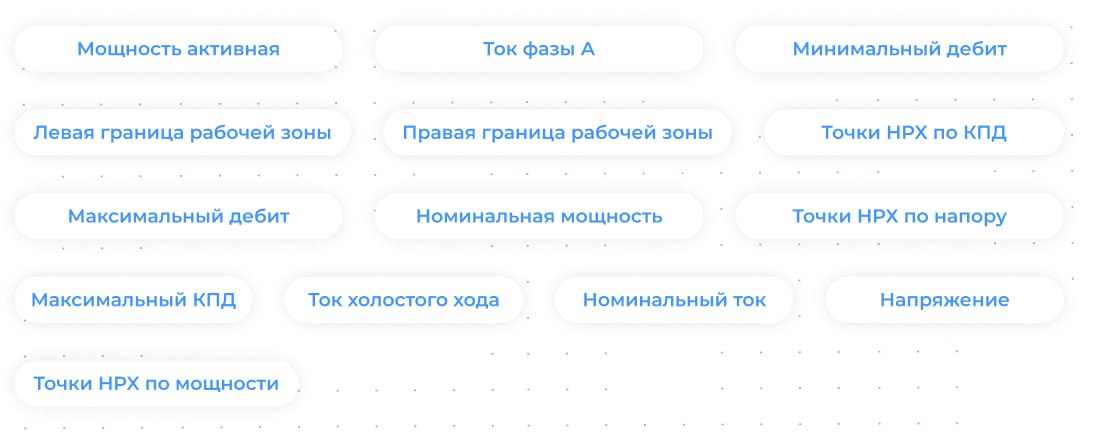 Мощность активная
Ток фазы А
Минимальный дебит
Левая граница рабочей зоны
Правая граница рабочей зоны
Точки НРХ по КПД
Максимальный дебит
Номинальная мощность
Точки НРХ по напору
Максимальный КПД
Ток холостого хода
Номинальный ток
Напряжение
Точки НРХ по мощности